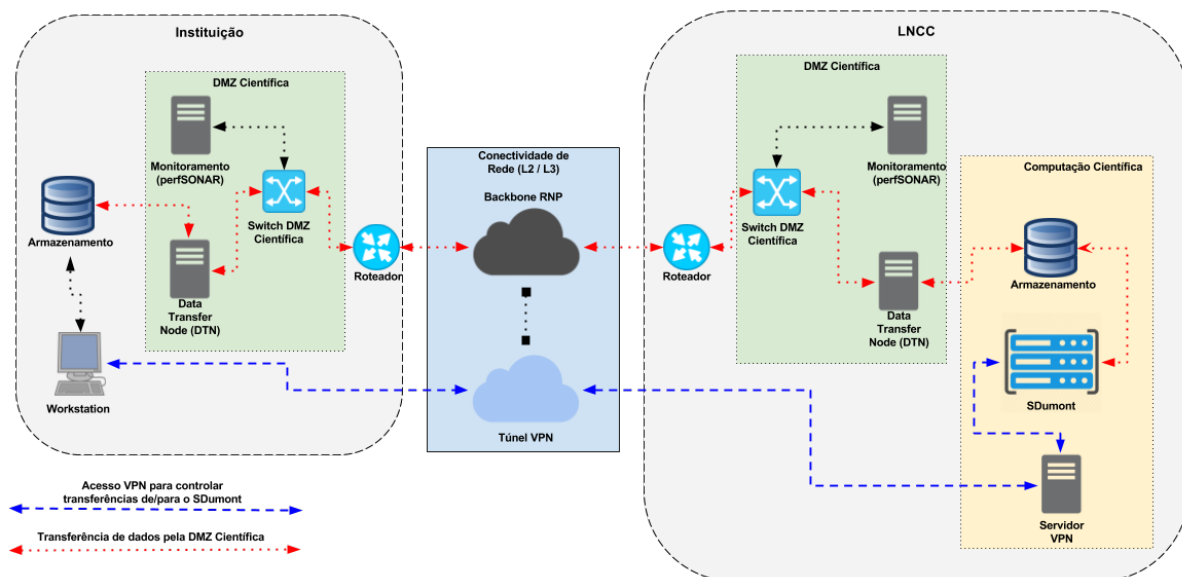 Instituição
DMZ Científica
Monitoramento
(perfSONAR)
Switch DMZ
Científica
Armazenamento
Data
Transfer
Node (DTN)
Workstation
Roteador
Conectividade de
Rede (L2 / L3)
Backbone RNP
Túnel VPN
LNCC
DMZ Científica
Monitoramento
(perfSONAR)
Switch DMZ
Científica
Roteador
Data
Transfer
Node (DTN)
Computação Científica
Armazenamento
SDumont
Servidor
VPN
Acesso VPN para controlar
transferências de/para o SDumont
Transferência de dados pela DMZ Científica